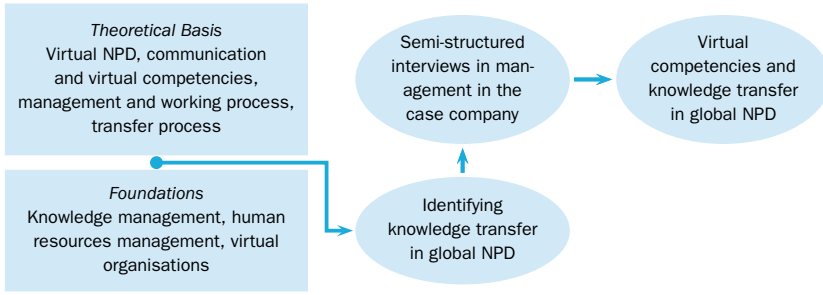 Theoretical Basis
Virtual NPD, communication
and virtual competencies,
management and working process,
transfer process
Foundations
Knowledge management, human
resources management, virtual
organisations
Identifying
knowledge transfer
in global NPD
Semi-structured
interviews in man-
agement in the
case company
Virtual
competencies and
knowledge transfer
in global NPD